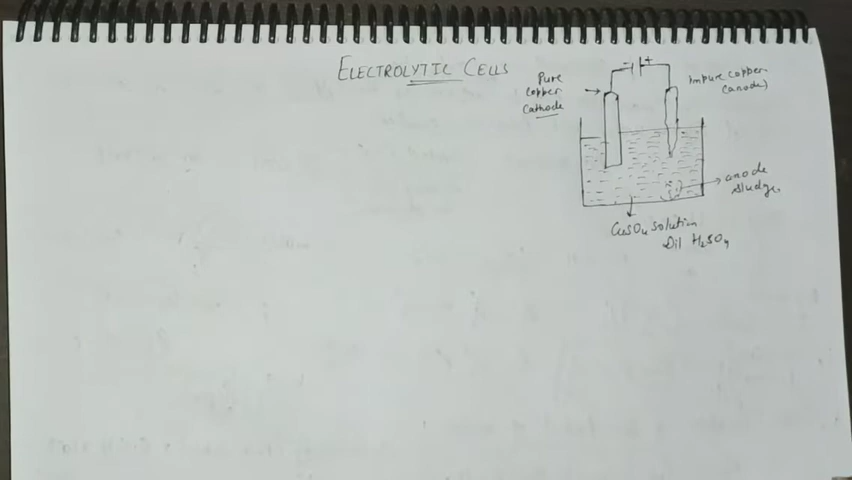 ELECTROLYTIC CELLS
Pure
copper
cathode
- +
impure copper
(anode)
anode
sludge.
CuSO4 solution
Dil H2SO4